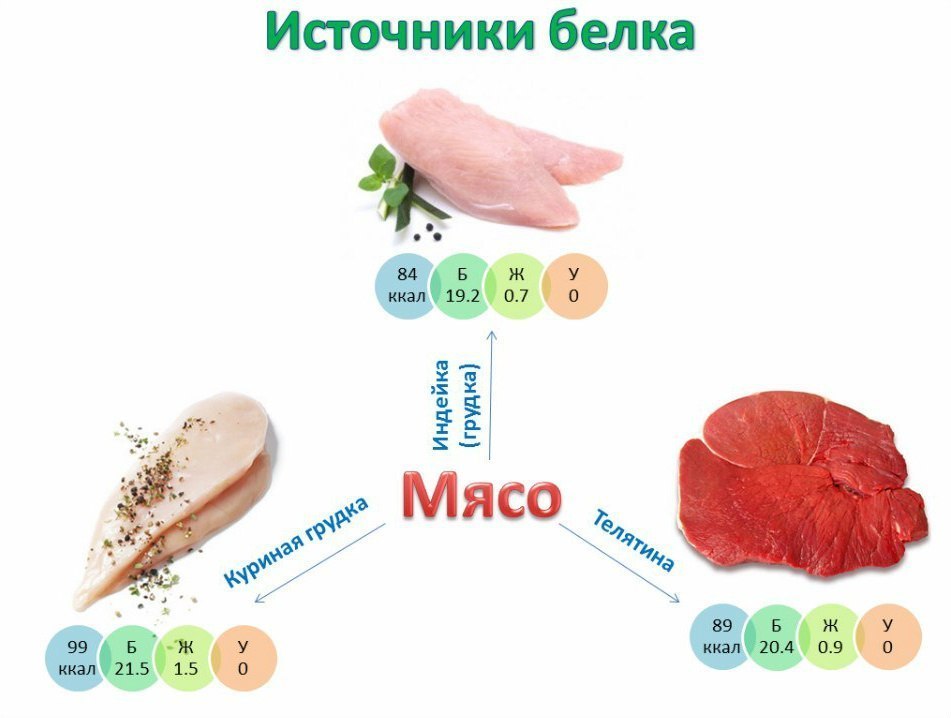 Источники белка
84
ккал
Б
19.2
Ж
0.7
У
0
Индейка
(грудка)
Мясо
Куриная грудка
Телятина
99
ккал
Б
21.5
Ж
1.5
У
0
89
ккал
Б
20.4
Ж
0.9
У
0